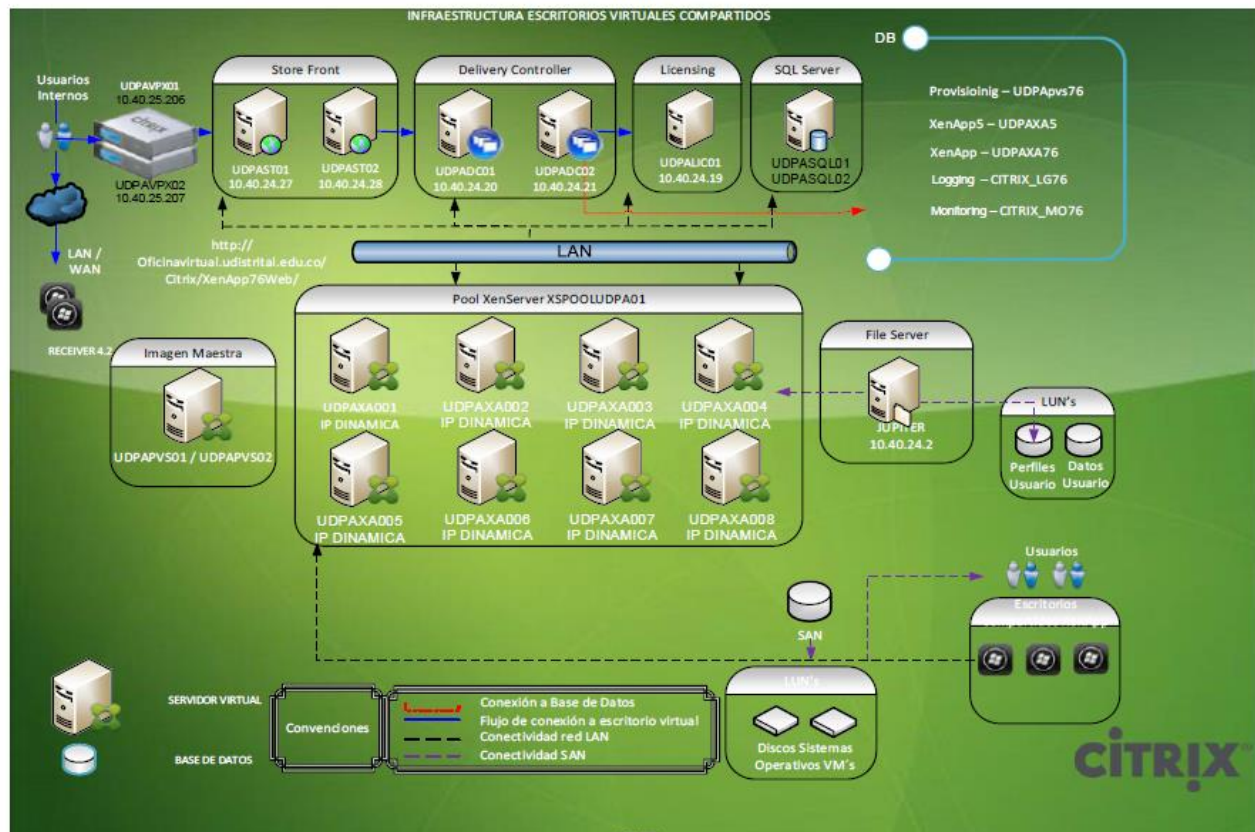 INFRAESTRUCTURA ESCRITORIOS VIRTUALES COMPARTIDOS
DB
Usuarios
Internos
UDPAVPX01
10.40.25.206
CITRIX
UDPAVPX02
10.40.25.207
Store Front
UDPAST01
10.40.24.27
UDPAST02
10.40.24.28
Delivery Controller
UDPADC01
10.40.24.20
UDPADC02
10.40.24.21
Licensing
UDPALIC01
10.40.24.19
SQL Server
UDPASQL01
UDPASQL02
Provisioinig – UDPApvs76
XenApp5 – UDPAXA5
XenApp – UDPAXA76
Logging – CITRIX_LG76
Monitoring – CITRIX_MO76
LAN /
WAN
RECEIVER 4.2
http://
Oficinavirtual.udistrital.edu.co/
Citrix/XenApp76Web/
LAN
Imagen Maestra
UDPAPVS01 / UDPAPVS02
Pool XenServer XSPOOLUDPA01
UDPAXA001
IP DINAMICA
UDPAXA002
IP DINAMICA
UDPAXA003
IP DINAMICA
UDPAXA004
IP DINAMICA
UDPAXA005
IP DINAMICA
UDPAXA006
IP DINAMICA
UDPAXA007
IP DINAMICA
UDPAXA008
IP DINAMICA
File Server
JUPITER
10.40.24.2
LUN's
Perfiles
Usuario
Datos
Usuario
Usuarios
Escritorios
SAN
LUN's
Discos Sistemas
Operativos VM´s
SERVIDOR VIRTUAL
BASE DE DATOS
Convenciones
Conexión a Base de Datos
Flujo de conexión a escritorio virtual
Conectividad red LAN
Conectividad SAN
CITRIX